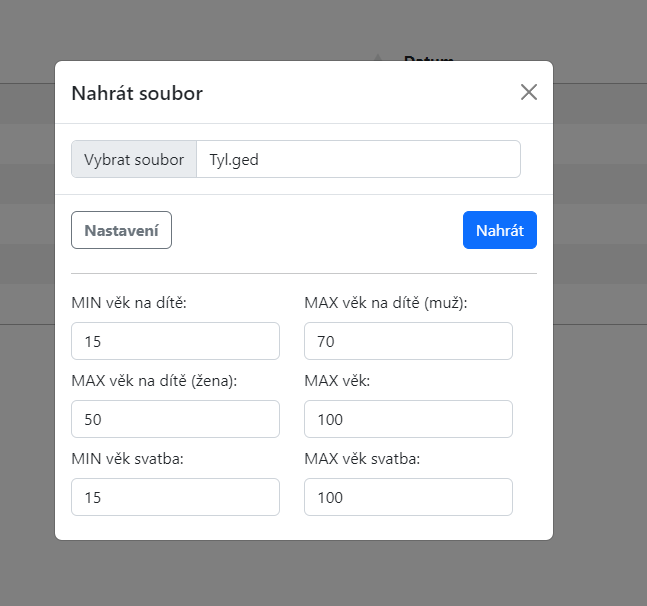 Datum
Nahrát soubor
Vybrat soubor Tyl.ged
Nastavení Nahrát
MIN věk na dítě: MAX věk na dítě (muž):
15 70
MAX věk na dítě (žena): MAX věk:
50 100
MIN věk svatba: MAX věk svatba:
15 100